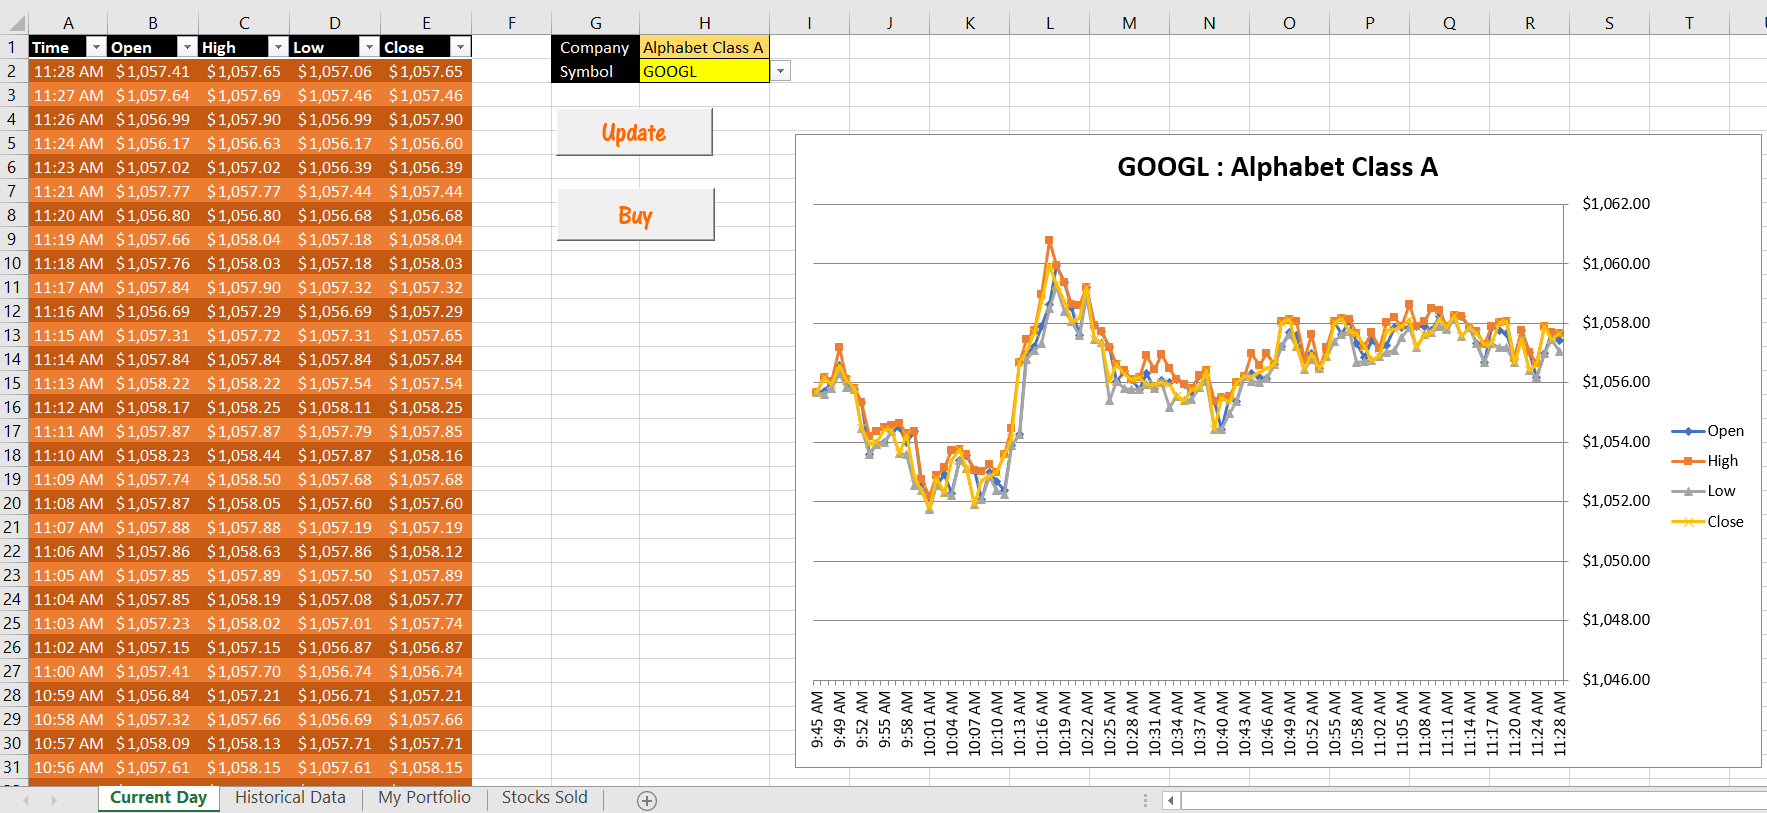 A B C D E F G H I J K L M N O P Q R S T
1 Time Open High Low Close Company Alphabet Class A
2 11:28 AM $1,057.41 $1,057.65 $1,057.06 $1,057.65 Symbol GOOGL
3 11:27 AM $1,057.64 $1,057.69 $1,057.46 $1,057.46
4 11:26 AM $1,056.99 $1,057.90 $1,056.99 $1,057.90
5 11:24 AM $1,056.17 $1,056.63 $1,056.17 $1,056.60
6 11:23 AM $1,057.02 $1,057.02 $1,056.39 $1,056.39
7 11:21 AM $1,057.77 $1,057.77 $1,057.44 $1,057.44
8 11:20 AM $1,056.80 $1,056.80 $1,056.68 $1,056.68
9 11:19 AM $1,057.66 $1,058.04 $1,057.18 $1,058.04
10 11:18 AM $1,057.76 $1,058.03 $1,057.18 $1,058.03
11 11:17 AM $1,057.84 $1,057.90 $1,057.32 $1,057.32
12 11:16 AM $1,056.69 $1,057.29 $1,056.69 $1,057.29
13 11:15 AM $1,057.31 $1,057.72 $1,057.31 $1,057.65
14 11:14 AM $1,057.84 $1,057.84 $1,057.84 $1,057.84
15 11:13 AM $1,058.22 $1,058.22 $1,057.54 $1,057.54
16 11:12 AM $1,058.17 $1,058.25 $1,058.11 $1,058.25
17 11:11 AM $1,057.87 $1,057.87 $1,057.79 $1,057.85
18 11:10 AM $1,058.23 $1,058.44 $1,057.87 $1,058.16
19 11:09 AM $1,057.74 $1,058.50 $1,057.68 $1,057.68
20 11:08 AM $1,057.87 $1,058.05 $1,057.60 $1,057.60
21 11:07 AM $1,057.88 $1,057.88 $1,057.19 $1,057.19
22 11:06 AM $1,057.86 $1,058.63 $1,057.86 $1,058.12
23 11:05 AM $1,057.85 $1,057.89 $1,057.50 $1,057.89
24 11:04 AM $1,057.85 $1,058.19 $1,057.08 $1,057.77
25 11:03 AM $1,057.23 $1,058.02 $1,057.01 $1,057.74
26 11:02 AM $1,057.15 $1,057.15 $1,056.87 $1,056.87
27 11:00 AM $1,057.41 $1,057.70 $1,056.74 $1,056.74
28 10:59 AM $1,056.84 $1,057.21 $1,056.71 $1,057.21
29 10:58 AM $1,057.32 $1,057.66 $1,056.69 $1,057.66
30 10:57 AM $1,058.09 $1,058.13 $1,057.71 $1,057.71
31 10:56 AM $1,057.61 $1,058.15 $1,057.61 $1,058.15
Update
Buy
GOOGL : Alphabet Class A
$1,062.00
$1,060.00
$1,058.00
$1,056.00
$1,054.00
$1,052.00
$1,050.00
$1,048.00
$1,046.00
Open
High
Low
Close
9:45 AM
9:49 AM
9:52 AM
9:55 AM
9:58 AM
10:01 AM
10:04 AM
10:07 AM
10:10 AM
10:13 AM
10:16 AM
10:19 AM
10:22 AM
10:25 AM
10:28 AM
10:31 AM
10:34 AM
10:37 AM
10:40 AM
10:43 AM
10:46 AM
10:49 AM
10:52 AM
10:55 AM
10:58 AM
11:02 AM
11:05 AM
11:08 AM
11:11 AM
11:14 AM
11:17 AM
11:20 AM
11:24 AM
11:28 AM
Current Day Historical Data My Portfolio Stocks Sold